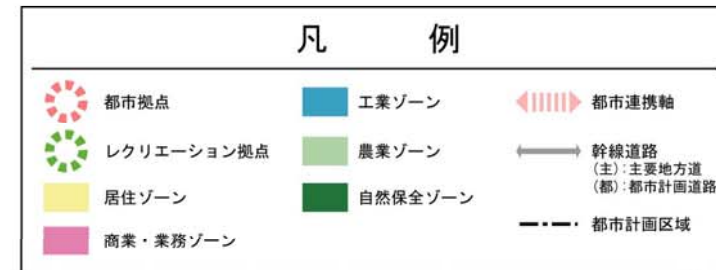 凡 例
都市拠点
レクリエーション拠点
居住ゾーン
商業・業務ゾーン
工業ゾーン
農業ゾーン
自然保全ゾーン
都市連携軸
幹線道路
(主):主要地方道
(都):都市計画道路
都市計画区域